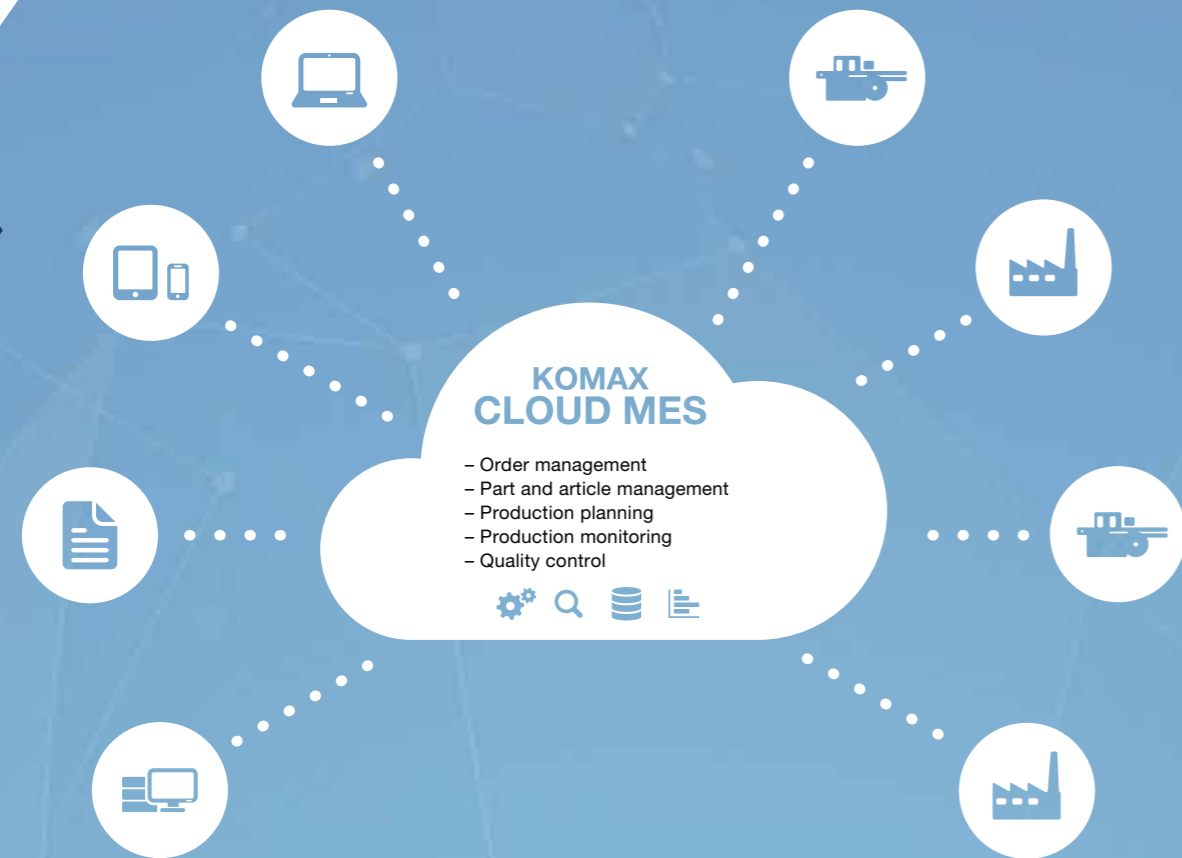 KOMAX
CLOUD MES
– Order management
– Part and article management
– Production planning
– Production monitoring
– Quality control